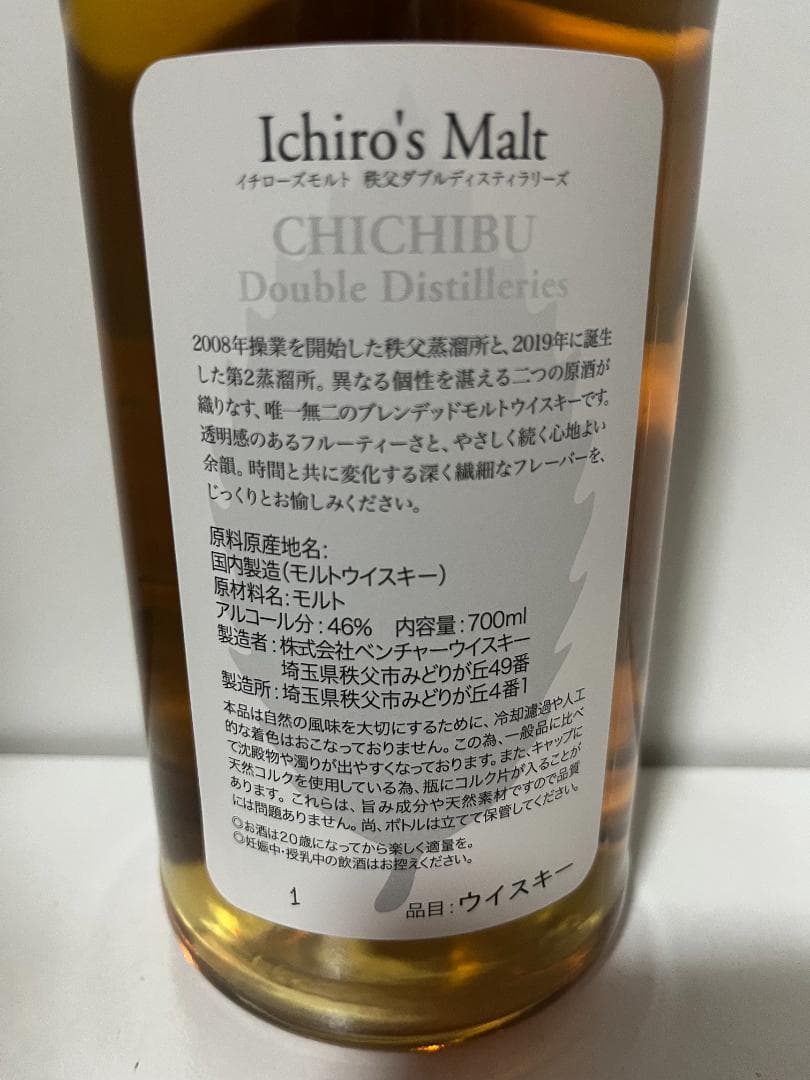 Ichiro's Malt
イチローズモルト 秩父ダブルディスティラリーズ
CHICHIBU
Double Distilleries
2008年操業を開始した秩父蒸溜所と、2019年に誕生
した第2蒸溜所。異なる個性を湛える二つの原酒が
織りなす、唯一無二のブレンデッドモルトウイスキーです。
透明感のあるフルーティーさと、やさしく続く心地よい
余韻。時間と共に変化する深く繊細なフレーバーを、
じっくりとお愉しみください。
原料原産地名：
国内製造（モルトウイスキー）
原材料名：モルト
アルコール分：46% 内容量：700ml
製造者：株式会社ベンチャーウイスキー
埼玉県秩父市みどりが丘49番
製造所：埼玉県秩父市みどりが丘4番1
本品は自然の風味を大切にするために、冷却濾過や人工
的な着色はおこなっておりません。この為、一般品に比べ
て沈殿物や濁りが出やすくなっております。また、キャップに
天然コルクを使用している為、瓶にコルク片が入ることが
あります。これらは、旨み成分や天然素材ですので品質
には問題ありません。尚、ボトルは立てて保管してください。
◎お酒は20歳になってから楽しく適量を。
◎妊娠中・授乳中の飲酒はお控えください。
1
品目：ウイスキー